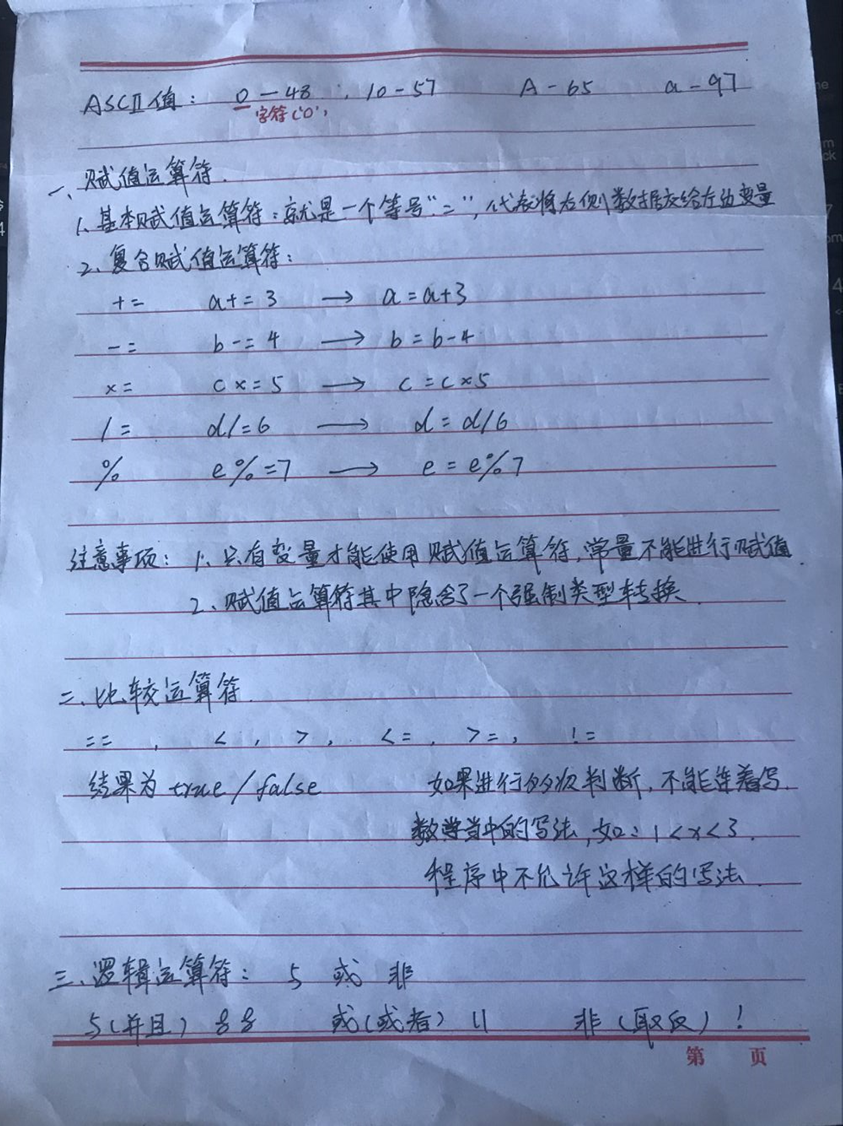 ASCII值: 0-48 , 10-57 A-65 a-97
字符'0'
一、赋值运算符.
1、基本赋值运算符:就是一个等号"=",代表将右侧数据交给左边变量
2、复合赋值运算符:
+= a+=3 → a=a+3
-= b-=4 → b=b-4
x= cx=5 → c=cx5
/= d/=6 → d=d/6
% e%=7 → e=e%7
注意事项: 1、只有变量才能使用赋值运算符,常量不能进行赋值.
2、赋值运算符其中隐含了一个强制类型转换.
二、比较运算符.
== , < , > , <= , >= , !=
结果为true/false 如果进行多次判断,不能连着写.
数学当中的写法,如:1<x<3.
程序中不允许这样的写法.
三、逻辑运算符: 与 或 非
与(并且) && 或(或者) || 非(取反) !
第 页